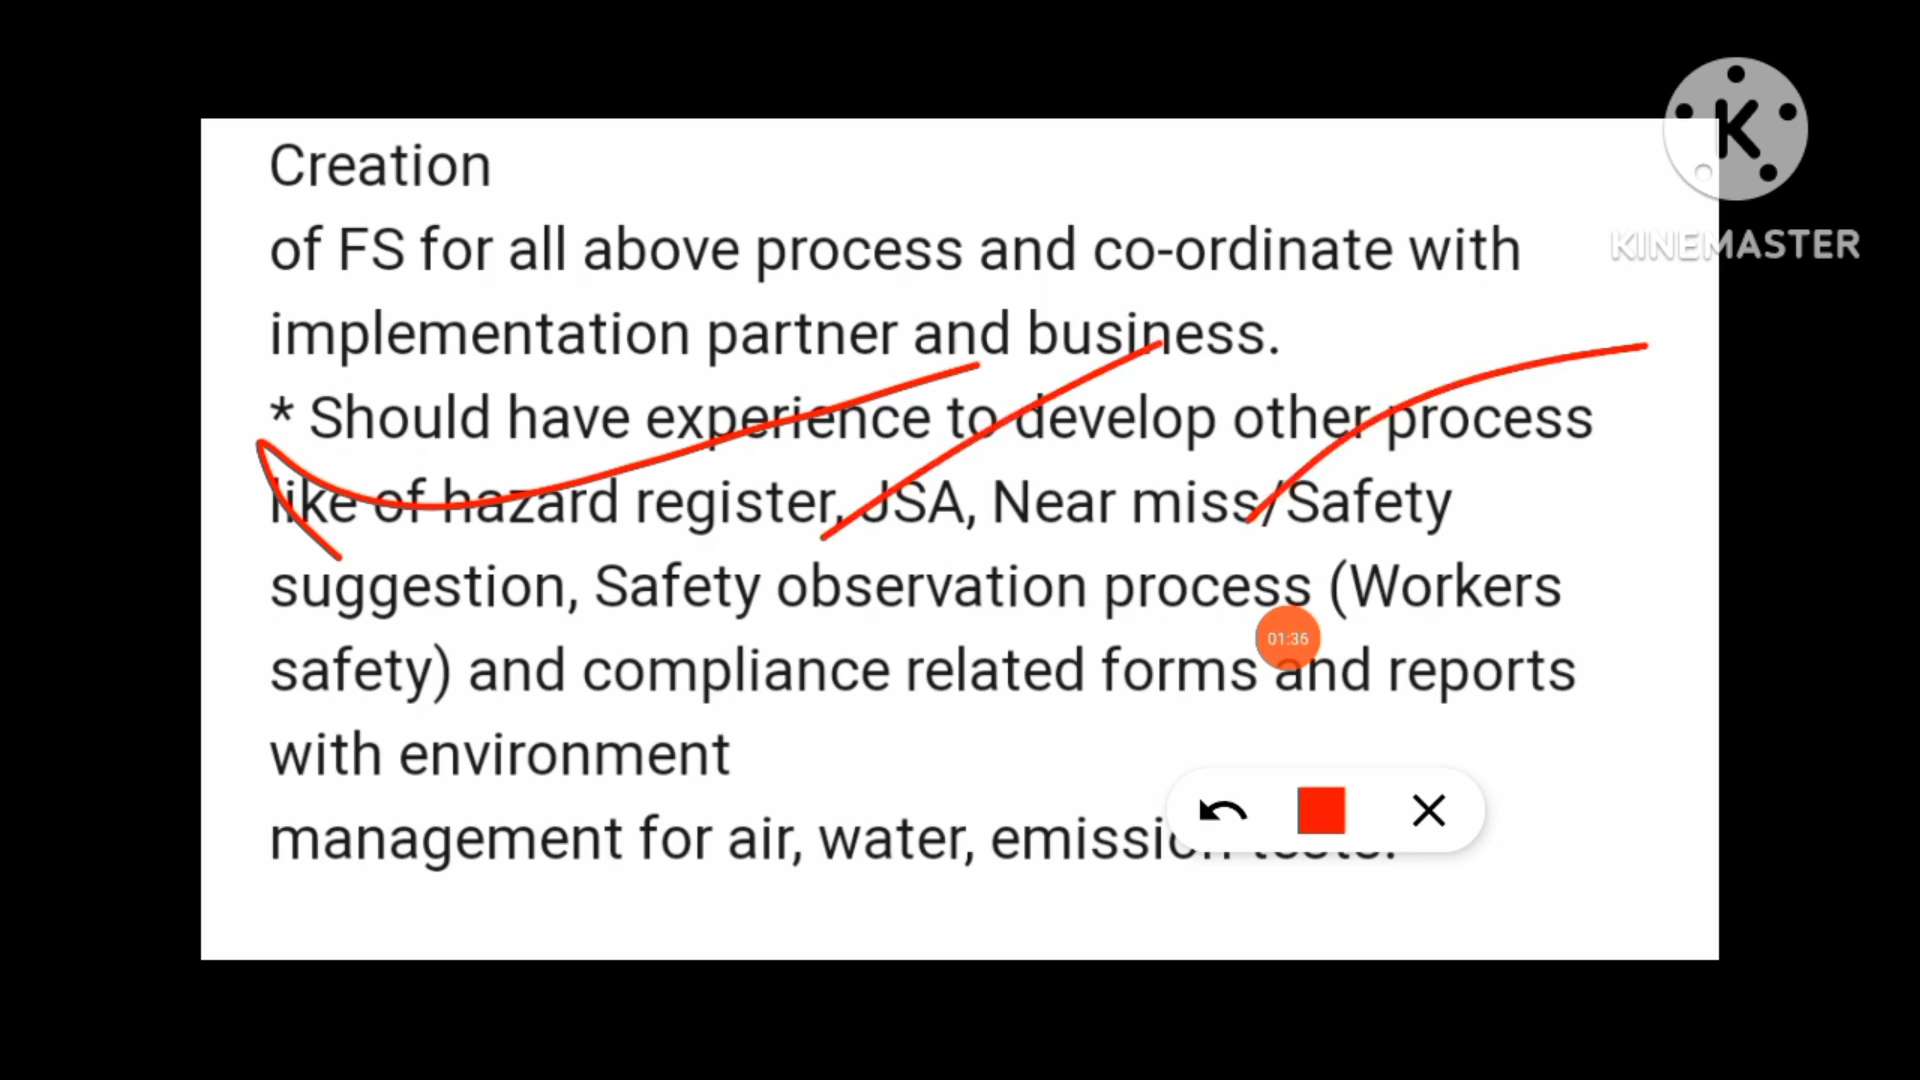 Creation
of FS for all above process and co-ordinate with
implementation partner and business.
* Should have experience to develop other process
like of hazard register, JSA, Near miss/Safety
suggestion, Safety observation process (Workers
safety) and compliance related forms and reports
with environment
management for air, water, emission tests.
01:36
K
KINEMASTER